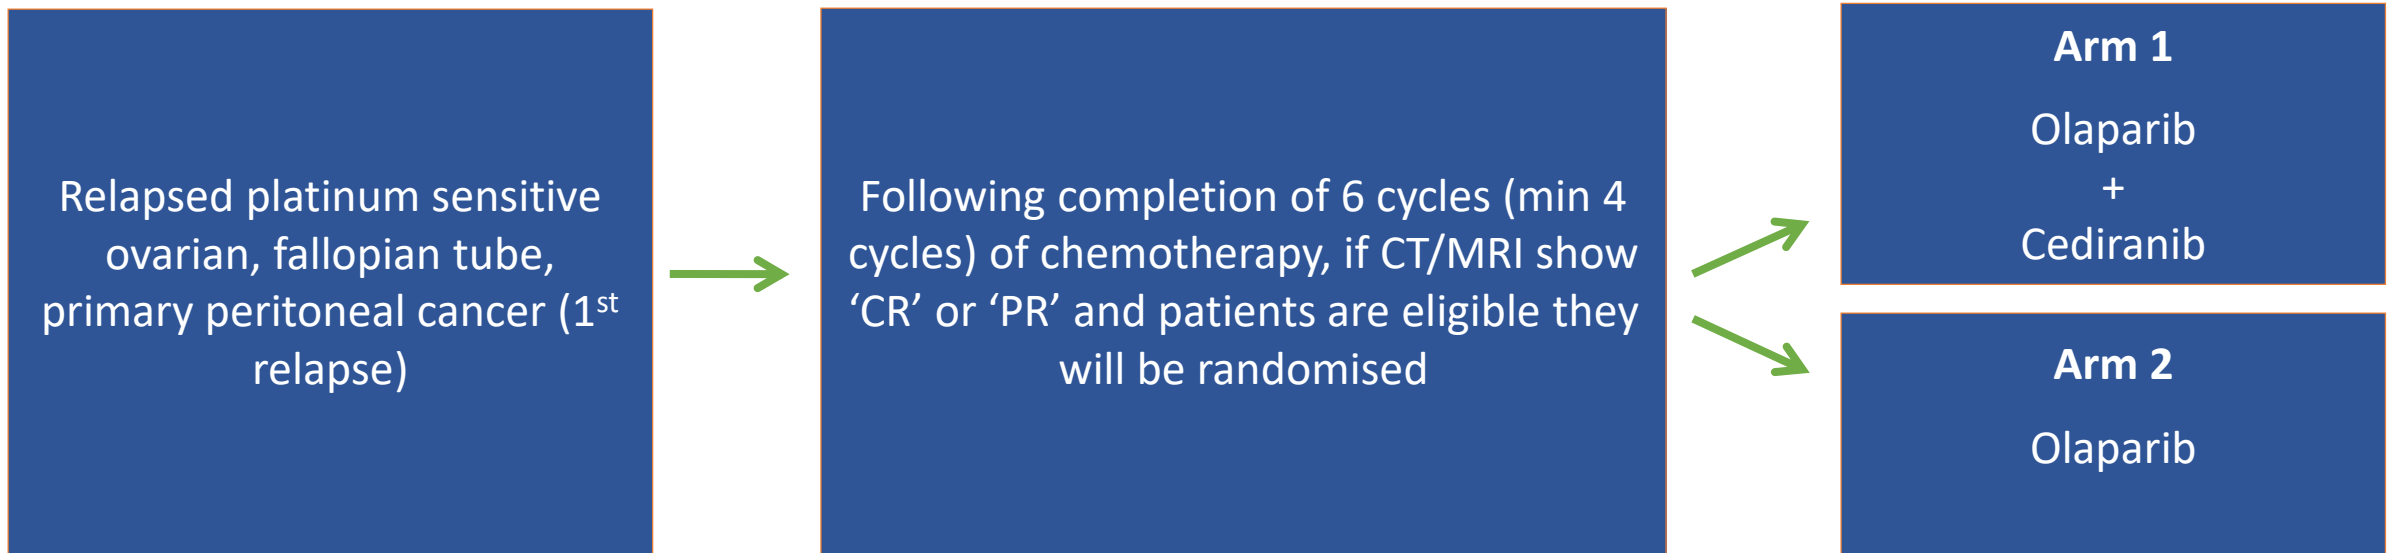 Relapsed platinum sensitive
ovarian, fallopian tube,
primary peritoneal cancer (1st
relapse)
Following completion of 6 cycles (min 4
cycles) of chemotherapy, if CT/MRI show
‘CR’ or ‘PR’ and patients are eligible they
will be randomised
Arm 1
Olaparib
+
Cediranib
Arm 2
Olaparib